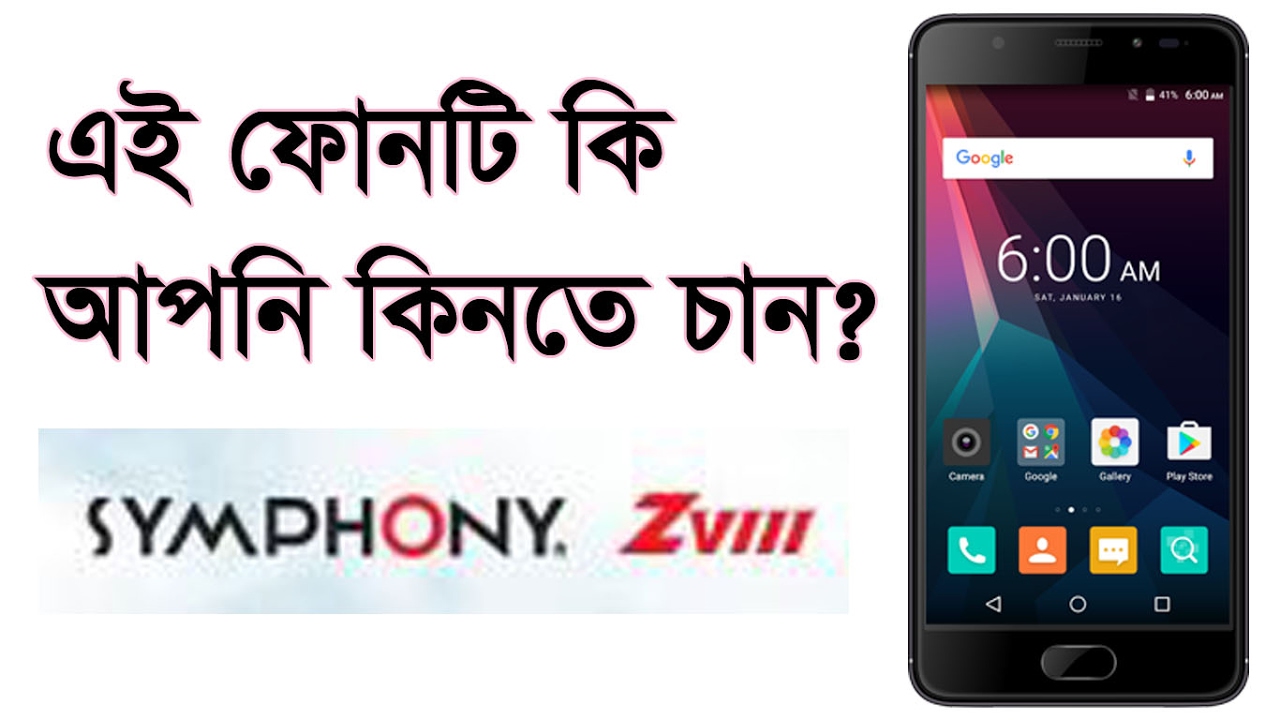 এই ফোনটি কি
আপনি কিনতে চান?
SYMPHONY ZVIII
41% 6:00 AM
Google
6:00 AM
SAT, JANUARY 16
Camera Google Gallery Play Store